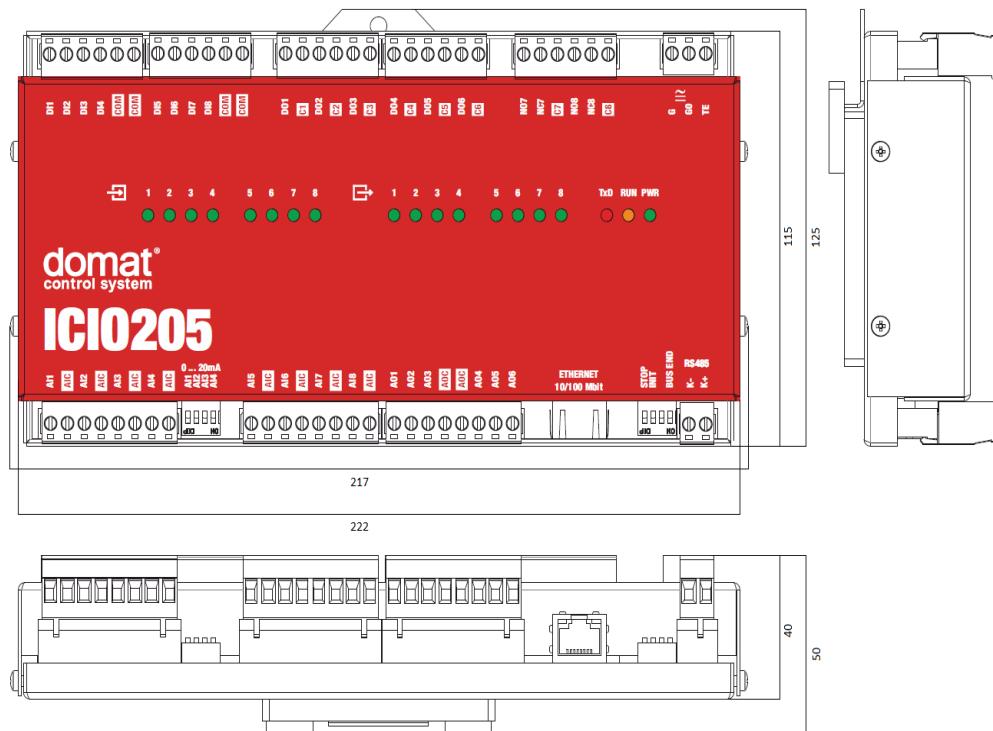 DI1 DI2 DI3 DI4 COM COM DI5 DI6 DI7 DI8 COM COM DO1 C1 DO2 C2 DO3 C3 DO4 C4 DO5 C5 DO6 C6 NO7 NC7 C7 NO8 NC8 C8 G G0 TE
1 2 3 4 5 6 7 8 1 2 3 4 5 6 7 8 TxD RUN PWR
115
125
domat®
control system
ICIO205
0 ... 20mA
AI1 AIC AI2 AIC AI3 AIC AI4 AIC AI1 AI2 AI3 AI4 AI5 AIC AI6 AIC AI7 AIC AI8 AIC AO1 AO2 AO3 AOC AOC AO4 AO5 AO6
ETHERNET
10/100 Mbit
STOP
INIT
BUS END
RS485
K- K+
DIP ON
DIP ON
217
222
40
50